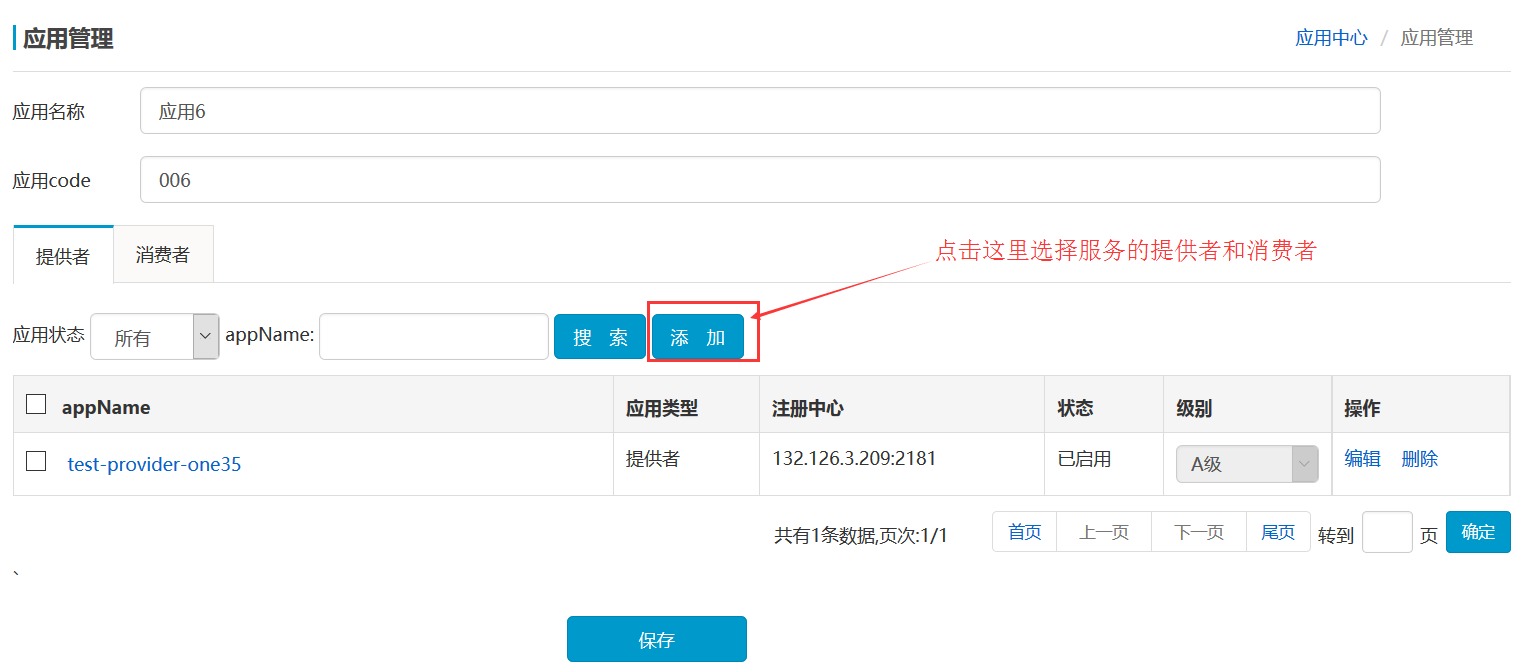 应用管理
应用中心 / 应用管理
应用名称 应用6
应用code 006
提供者 消费者
点击这里选择服务的提供者和消费者
应用状态 所有 appName: 搜 索 添 加
appName 应用类型 注册中心 状态 级别 操作
test-provider-one35 提供者 132.126.3.209:2181 已启用 A级 编辑 删除
共有1条数据,页次:1/1 首页 上一页 下一页 尾页 转到 页 确定
、
保存